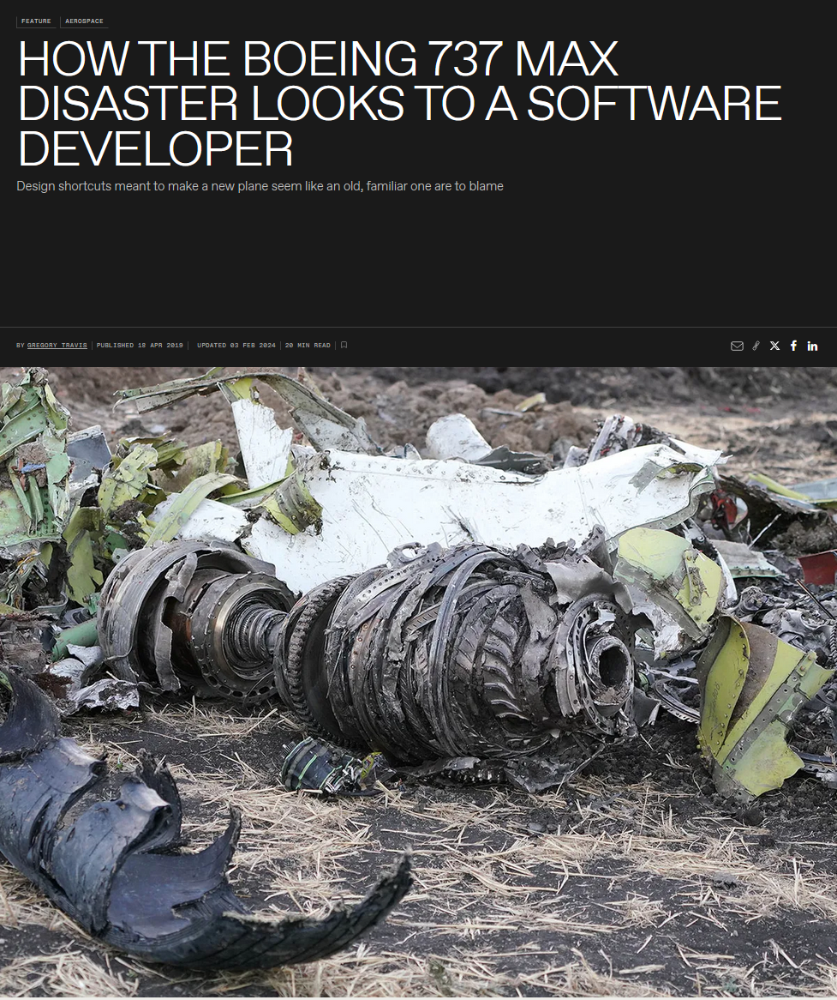 FEATURE AEROSPACE
HOW THE BOEING 737 MAX
DISASTER LOOKS TO A SOFTWARE
DEVELOPER
Design shortcuts meant to make a new plane seem like an old, familiar one are to blame
BY GREGORY TRAVIS PUBLISHED 18 APR 2019 UPDATED 03 FEB 2024 20 MIN READ